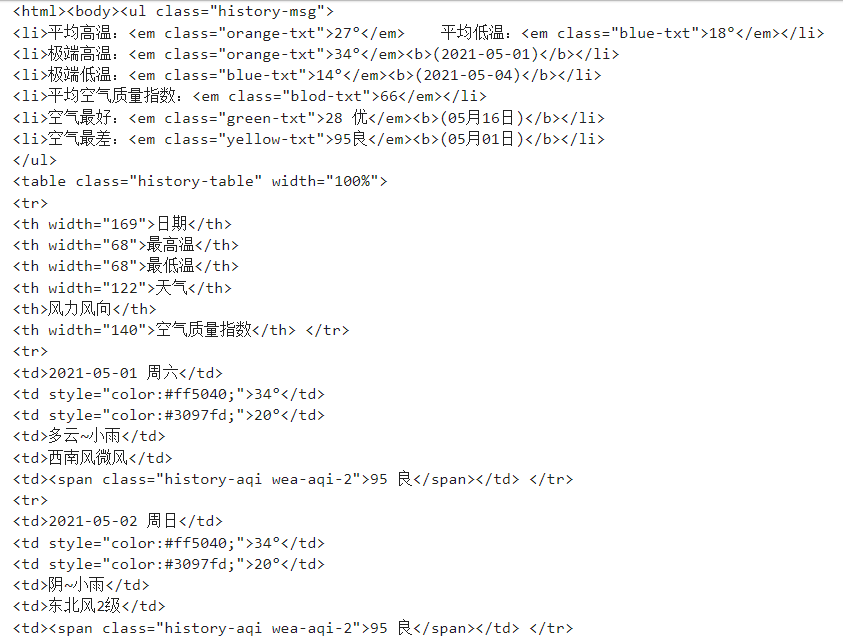 <html><body><ul class="history-msg">
<li>平均高温：<em class="orange-txt">27°</em>    平均低温：<em class="blue-txt">18°</em></li>
<li>极端高温：<em class="orange-txt">34°</em><b>(2021-05-01)</b></li>
<li>极端低温：<em class="blue-txt">14°</em><b>(2021-05-04)</b></li>
<li>平均空气质量指数：<em class="blod-txt">66</em></li>
<li>空气最好：<em class="green-txt">28 优</em><b>(05月16日)</b></li>
<li>空气最差：<em class="yellow-txt">95良</em><b>(05月01日)</b></li>
</ul>
<table class="history-table" width="100%">
<tr>
<th width="169">日期</th>
<th width="68">最高温</th>
<th width="68">最低温</th>
<th width="122">天气</th>
<th>风力风向</th>
<th width="140">空气质量指数</th> </tr>
<tr>
<td>2021-05-01 周六</td>
<td style="color:#ff5040;">34°</td>
<td style="color:#3097fd;">20°</td>
<td>多云~小雨</td>
<td>西南风微风</td>
<td><span class="history-aqi wea-aqi-2">95 良</span></td> </tr>
<tr>
<td>2021-05-02 周日</td>
<td style="color:#ff5040;">34°</td>
<td style="color:#3097fd;">20°</td>
<td>阴~小雨</td>
<td>东北风2级</td>
<td><span class="history-aqi wea-aqi-2">95 良</span></td> </tr>